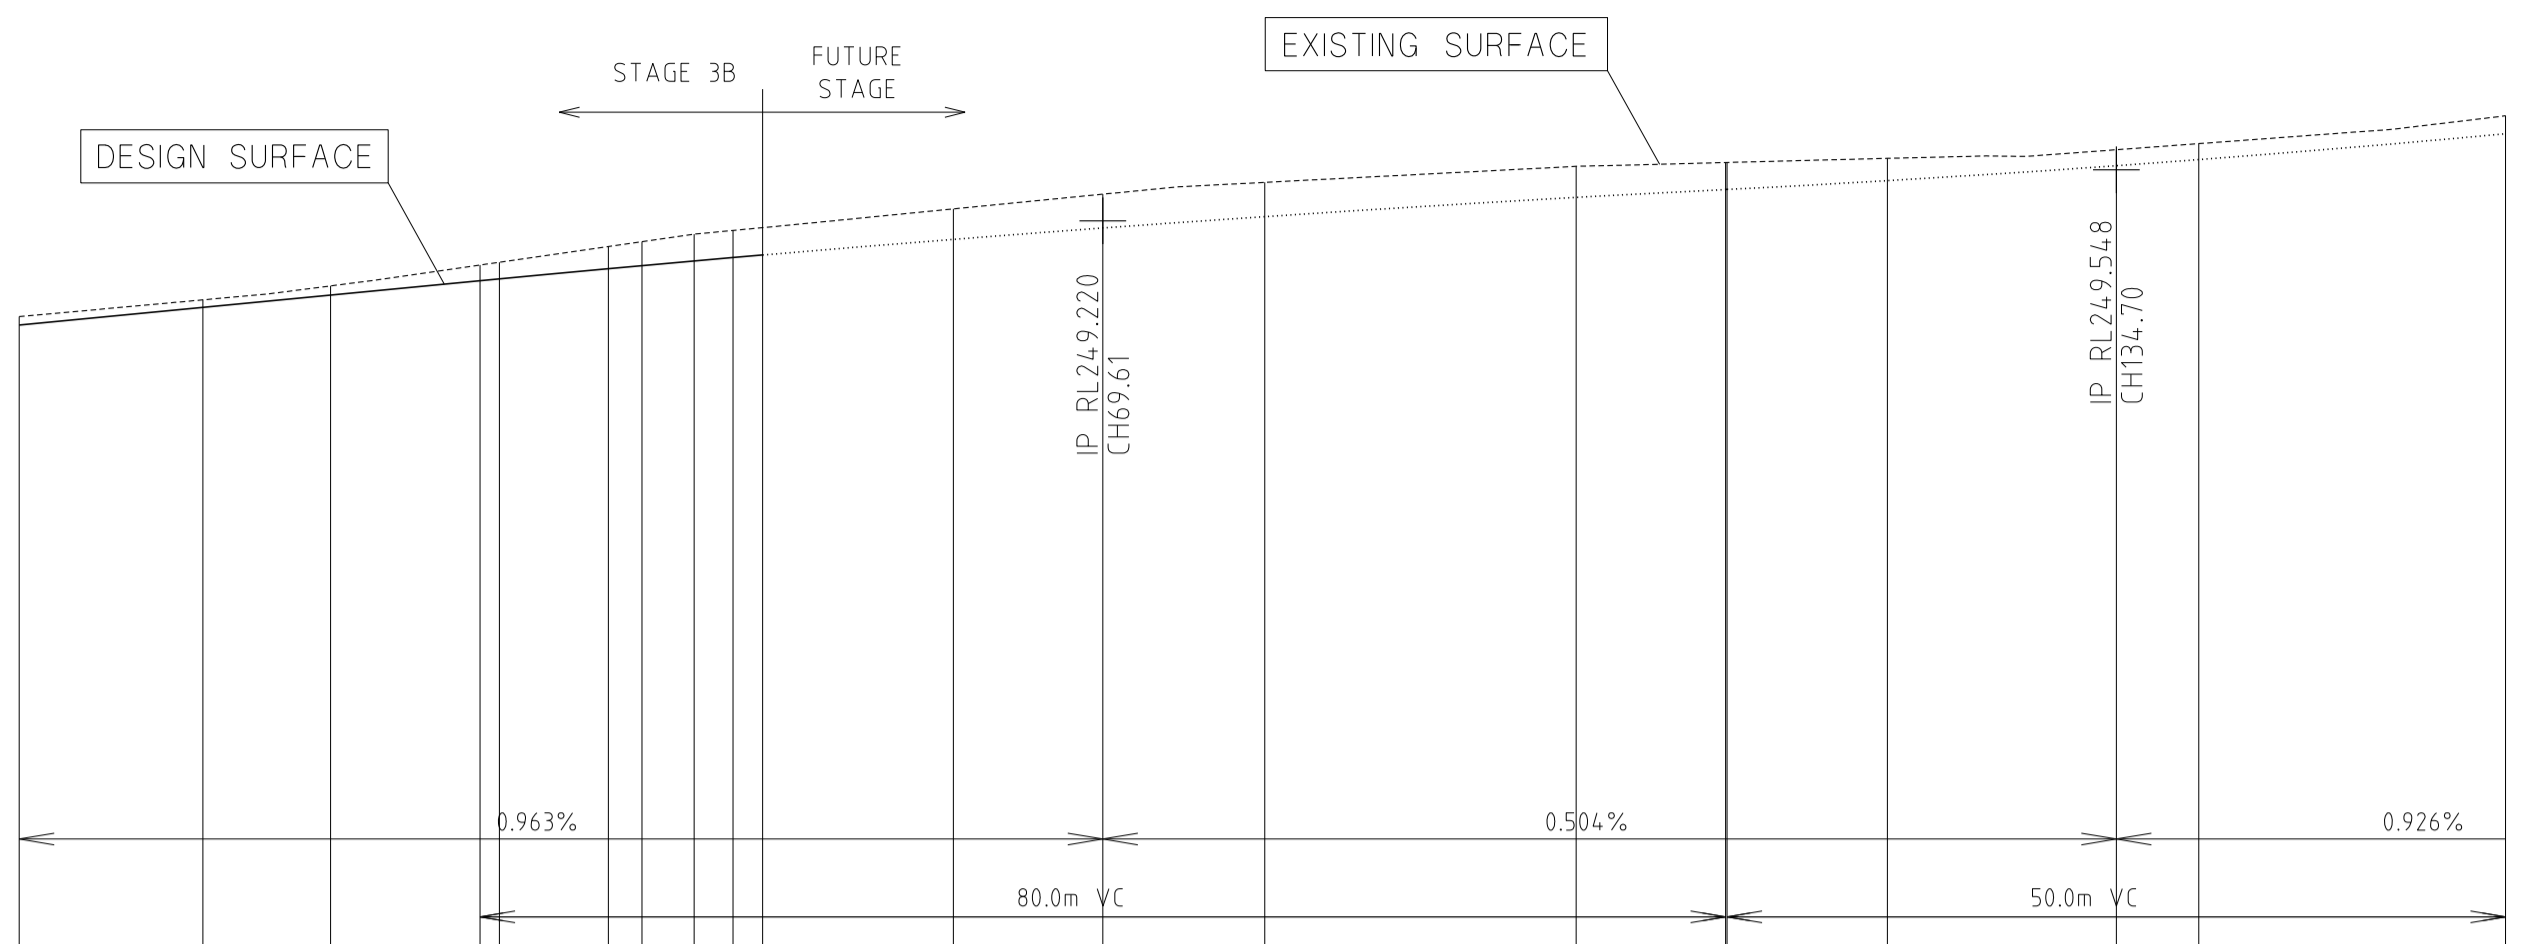 EXISTING SURFACE
STAGE 3B
FUTURE
STAGE
DESIGN SURFACE
IP RL249.220
CH69.61
IP RL249.548
CH134.70
0.963%
0.504%
0.926%
80.0m VC
50.0m VC